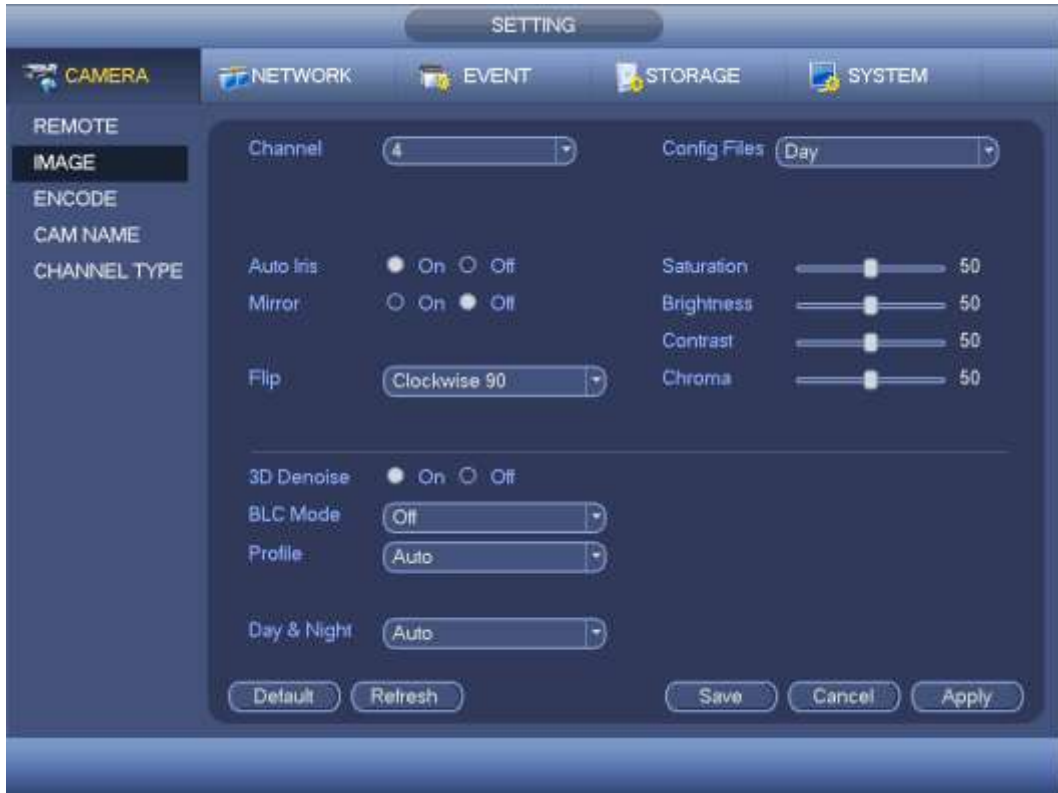 SETTING
CAMERA NETWORK EVENT STORAGE SYSTEM
REMOTE
IMAGE
ENCODE
CAM NAME
CHANNEL TYPE
Channel 4 Config Files Day
Auto Iris On Off Saturation 50
Mirror On Off Brightness 50
Contrast 50
Flip Clockwise 90 Chroma 50
3D Denoise On Off
BLC Mode Off
Profile Auto
Day & Night Auto
Default Refresh Save Cancel Apply